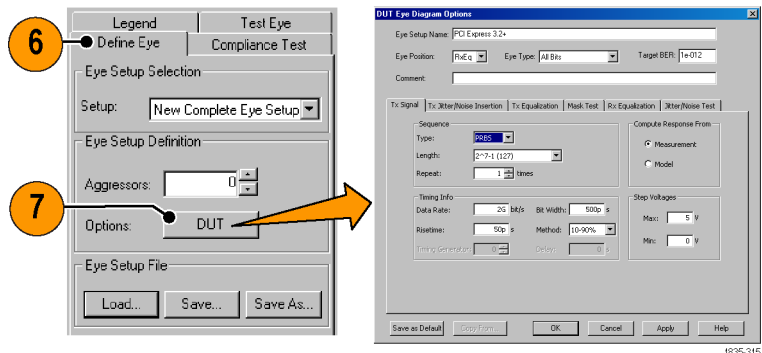 Legend Test Eye
6 Define Eye Compliance Test
Eye Setup Selection
Setup: New Complete Eye Setup
Eye Setup Definition
Aggressors: 0
7
Options: DUT
Eye Setup File
Load... Save... Save As...
DUT Eye Diagram Options
Eye Setup Name: PCI Express 3.2+
Eye Position: RxEq Eye Type: All Bits Target BER: 1e-012
Comment:
Tx Signal Tx Jitter/Noise Insertion Tx Equalization Mask Test Rx Equalization Jitter/Noise Test
Sequence
Type: PRBS
Length: 2^7-1 (127)
Repeat: 1 times
Compute Response From
Measurement
Model
Timing Info
Data Rate: 2G bit/s Bit Width: 500p s
Risetime: 50p s Method: 10-90%
Timing Generator: 0 Delay: 0 s
Step Voltages
Max: 5 V
Min: 0 V
Save as Default Copy From... OK Cancel Apply Help
1835-315